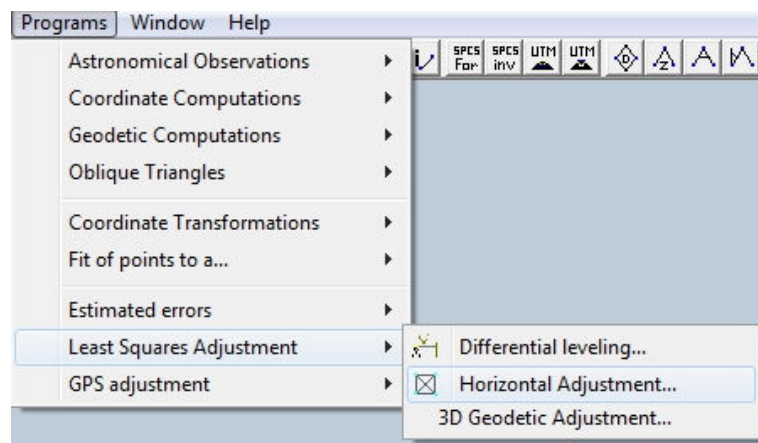 Programs Window Help
SPCS For SPCS inv UTM UTM
Astronomical Observations
Coordinate Computations
Geodetic Computations
Oblique Triangles
Coordinate Transformations
Fit of points to a...
Estimated errors
Least Squares Adjustment
Differential leveling...
GPS adjustment
Horizontal Adjustment...
3D Geodetic Adjustment...